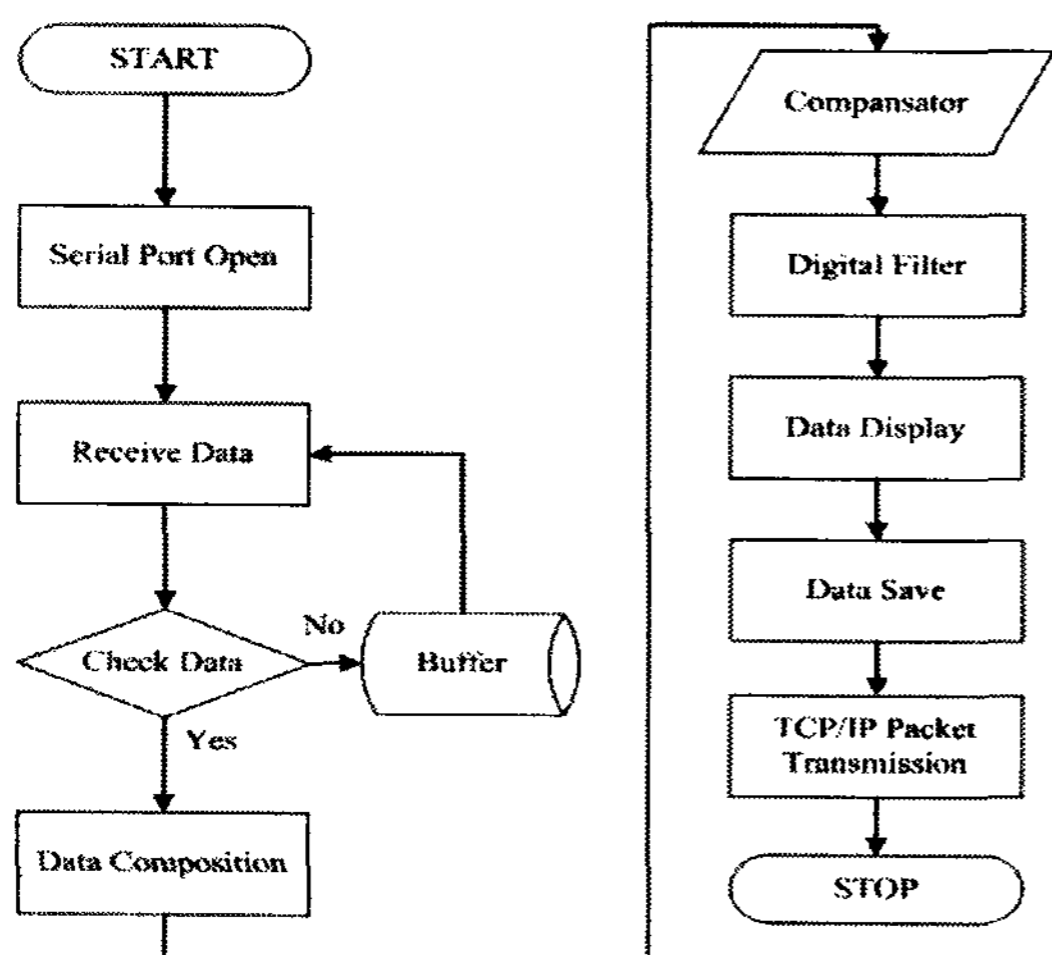 START
Serial Port Open
Receive Data
Check Data
No
Buffer
Yes
Data Composition
Compansator
Digital Filter
Data Display
Data Save
TCP/IP Packet
Transmission
STOP